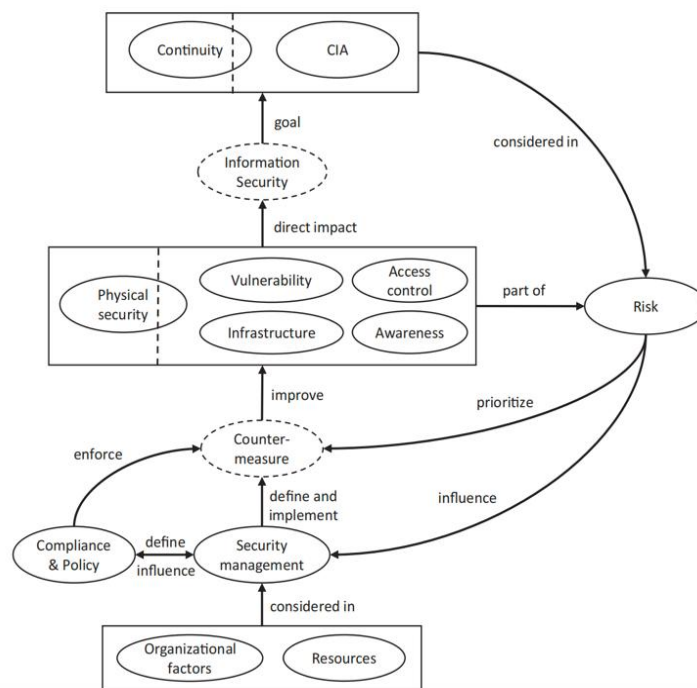 Continuity
CIA
goal
considered in
Information
Security
direct impact
Physical
security
Vulnerability
Access
control
Infrastructure
Awareness
part of
Risk
improve
prioritize
enforce
Counter-
measure
define and
implement
influence
Compliance
& Policy
define
influence
Security
management
considered in
Organizational
factors
Resources